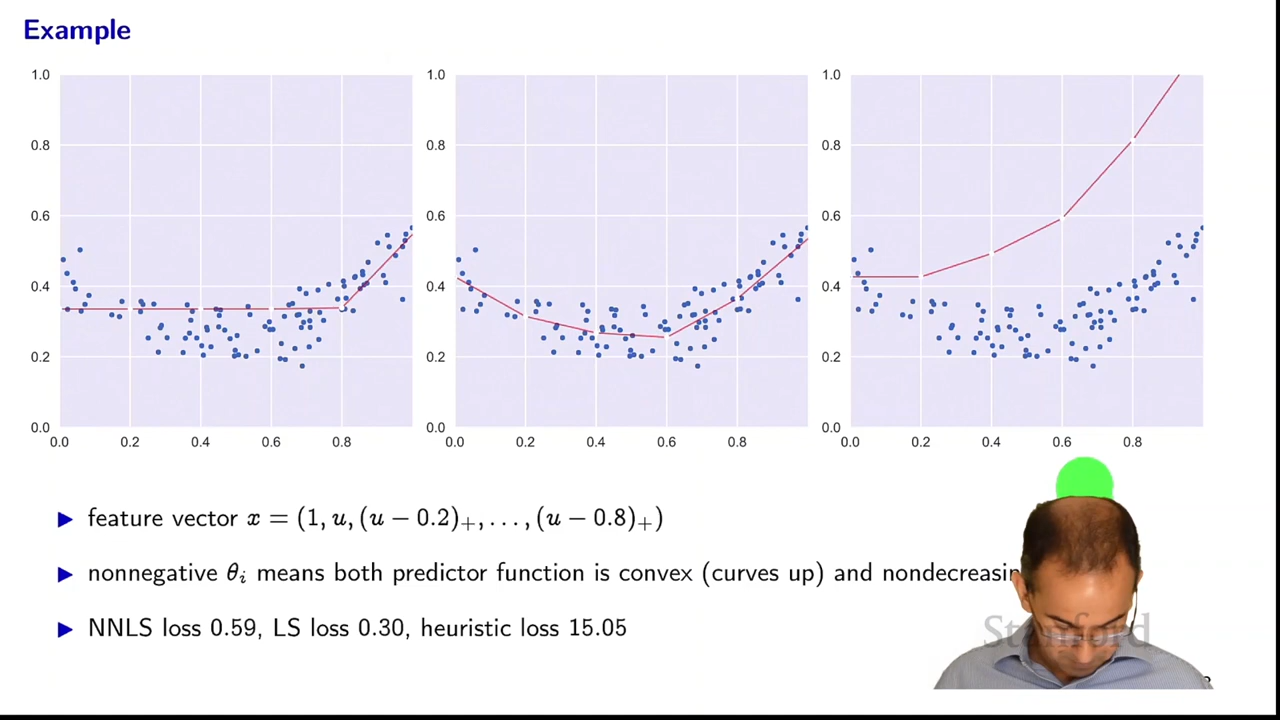 Example
1.0 1.0 1.0
0.8 0.8 0.8
0.6 0.6 0.6
0.4 0.4 0.4
0.2 0.2 0.2
0.0 0.0 0.0
0.0 0.2 0.4 0.6 0.8 0.0 0.2 0.4 0.6 0.8 0.0 0.2 0.4 0.6 0.8
▶ feature vector x = (1, u, (u − 0.2)₊, . . . , (u − 0.8)₊)
▶ nonnegative θᵢ means both predictor function is convex (curves up) and nondecreasin
▶ NNLS loss 0.59, LS loss 0.30, heuristic loss 15.05
Stanford